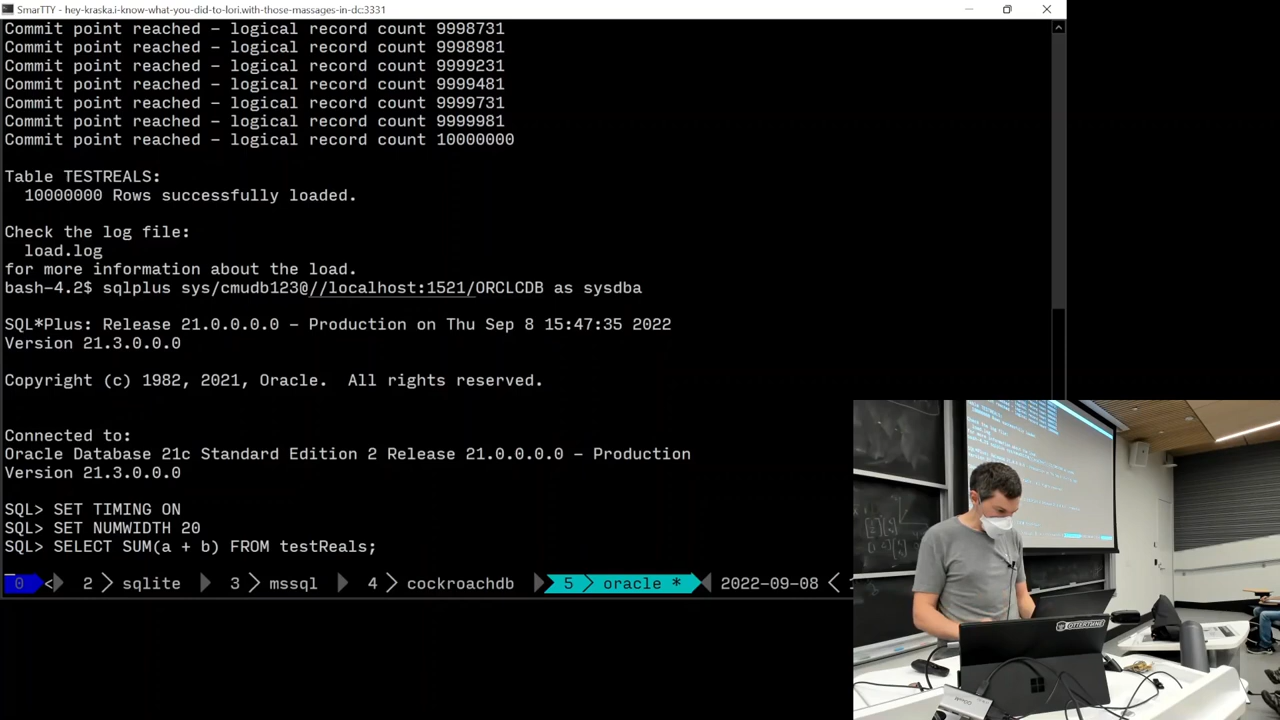 SmarTTY - hey-kraska.i-know-what-you-did-to-lori.with-those-massages-in-dc:3331
Commit point reached - logical record count 9998731
Commit point reached - logical record count 9998981
Commit point reached - logical record count 9999231
Commit point reached - logical record count 9999481
Commit point reached - logical record count 9999731
Commit point reached - logical record count 9999981
Commit point reached - logical record count 10000000
Table TESTREALS:
10000000 Rows successfully loaded.
Check the log file:
load.log
for more information about the load.
bash-4.2$ sqlplus sys/cmudb123@//localhost:1521/ORCLCDB as sysdba
SQL*Plus: Release 21.0.0.0.0 - Production on Thu Sep 8 15:47:35 2022
Version 21.3.0.0.0
Copyright (c) 1982, 2021, Oracle.  All rights reserved.
Connected to:
Oracle Database 21c Standard Edition 2 Release 21.0.0.0.0 - Production
Version 21.3.0.0.0
SQL> SET TIMING ON
SQL> SET NUMWIDTH 20
SQL> SELECT SUM(a + b) FROM testReals;
0 < 2 > sqlite 3 > mssql 4 > cockroachdb 5 > oracle * 2022-09-08 < 1
OTTERTUNE